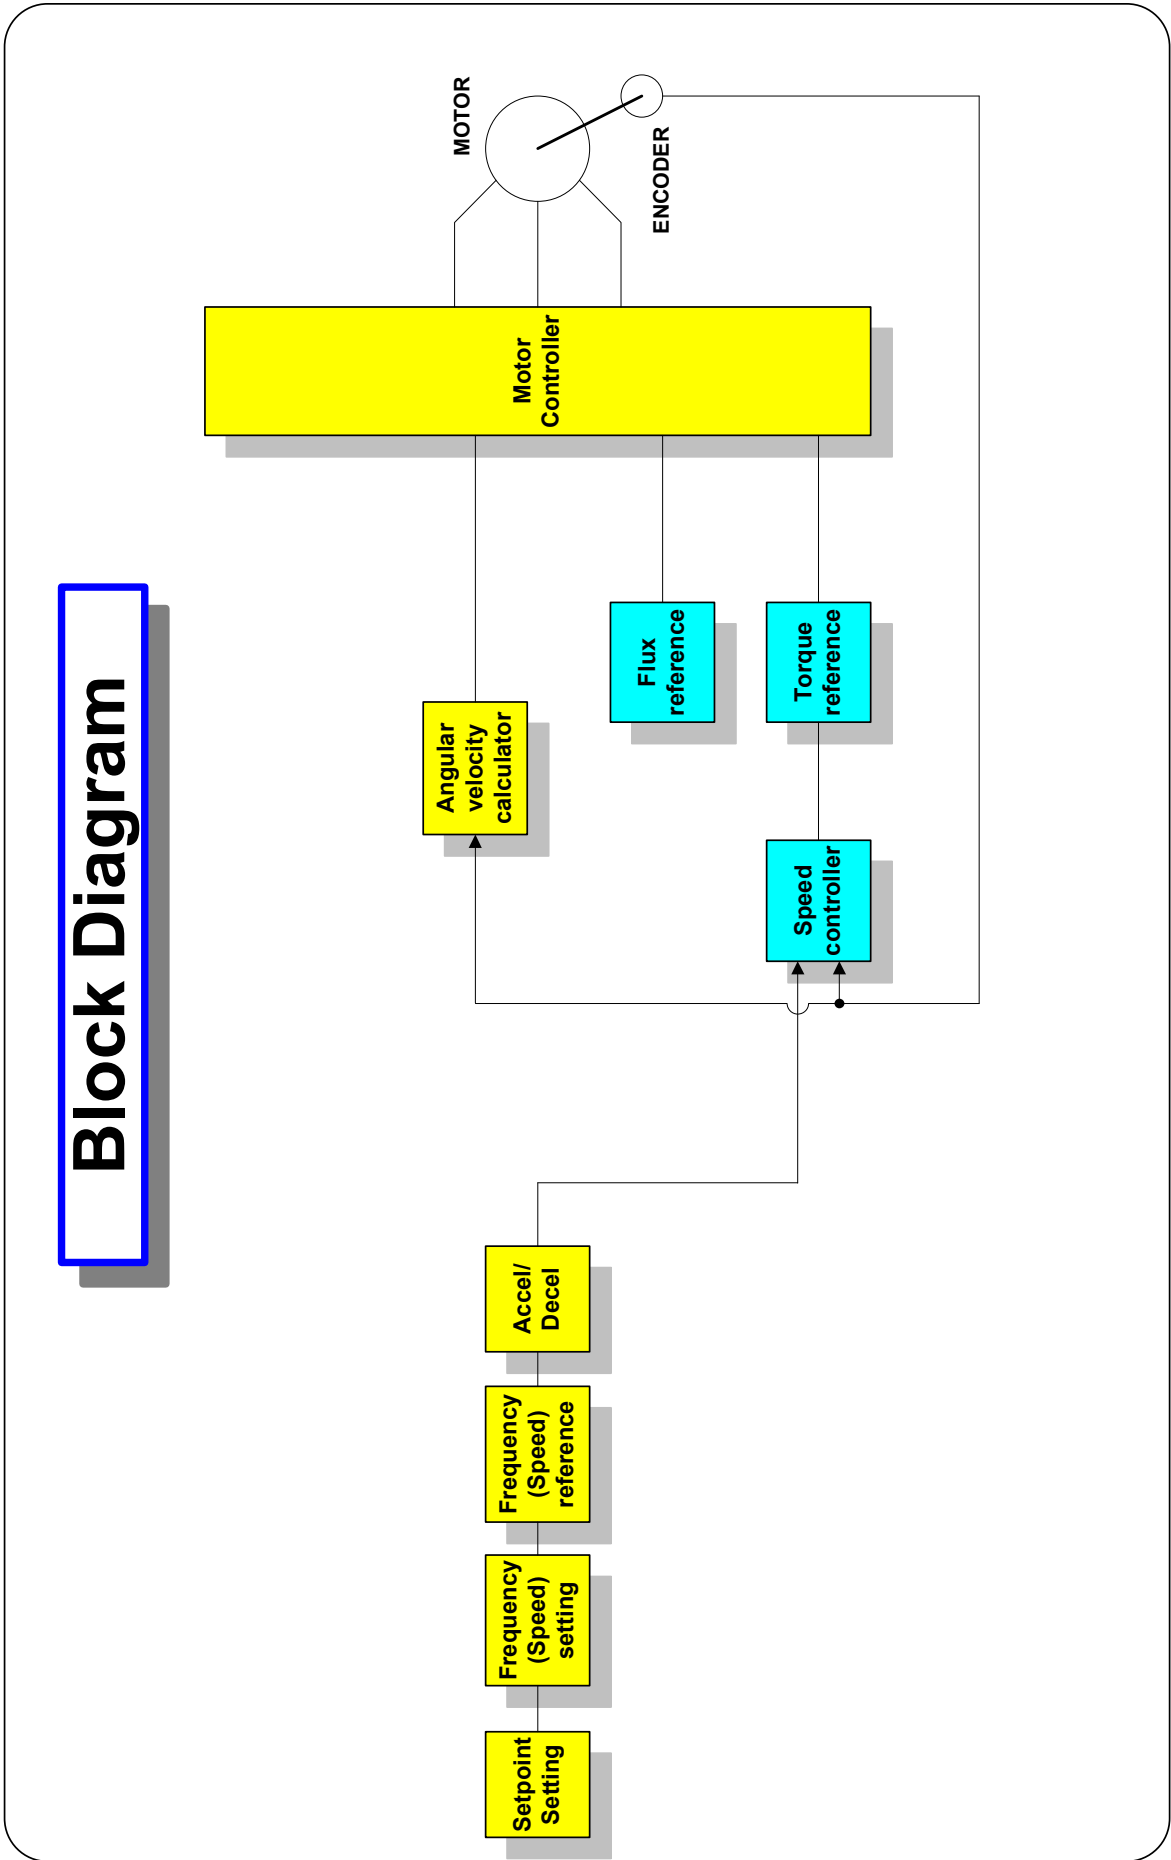 Block Diagram
Setpoint
Setting
Frequency
(Speed)
setting
Frequency
(Speed)
reference
Accel/
Decel
Speed
controller
Angular
velocity
calculator
Flux
reference
Torque
reference
Motor
Controller
MOTOR
ENCODER